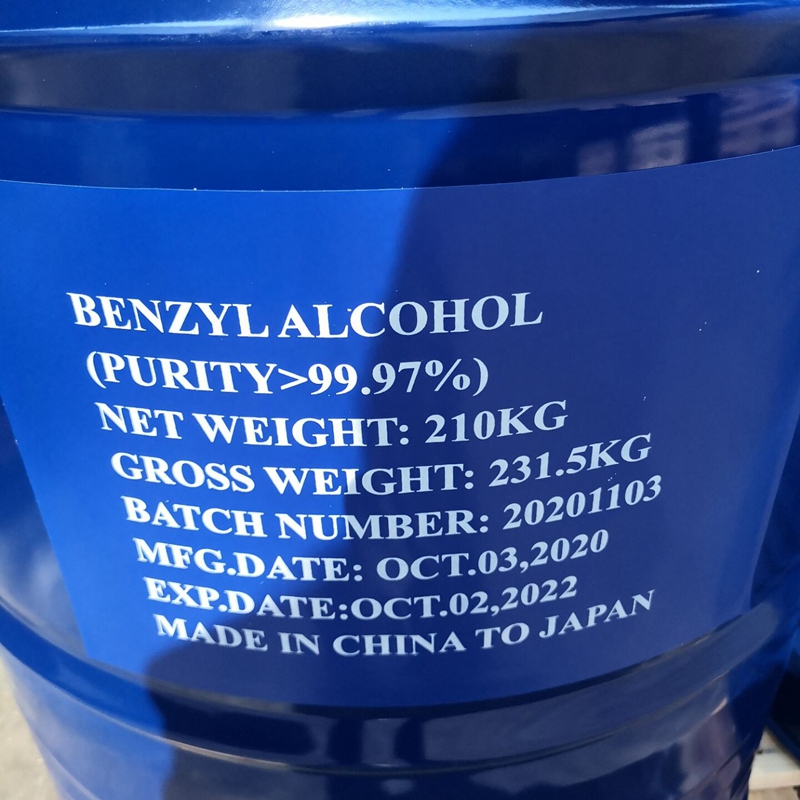 BENZYL ALCOHOL
(PURITY>99.97%)
NET WEIGHT: 210KG
GROSS WEIGHT: 231.5KG
BATCH NUMBER: 20201103
MFG.DATE: OCT.03,2020
EXP.DATE:OCT.02,2022
MADE IN CHINA TO JAPAN